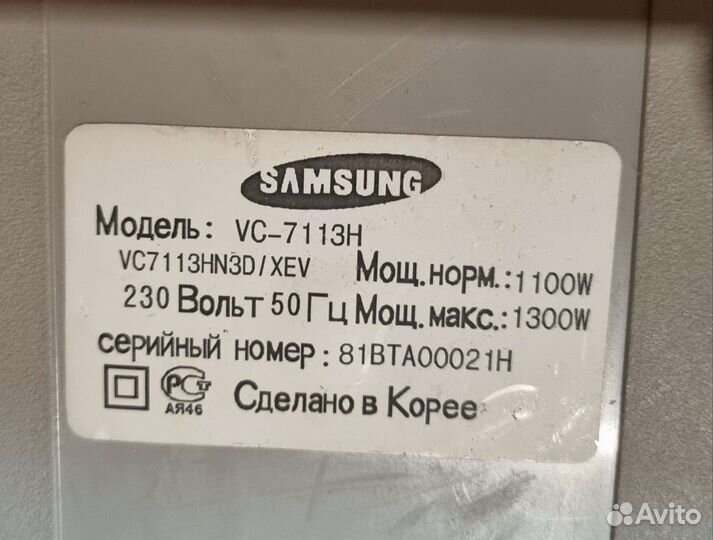 SAMSUNG
Модель: VC-7113H
VC7113HN3D/XEV Мощ.норм.:1100W
230 Вольт 50 Гц Мощ.макс.:1300W
серийный номер: 81BTA00021H
РСТ
АЯ46 Сделано в Корее
Avito